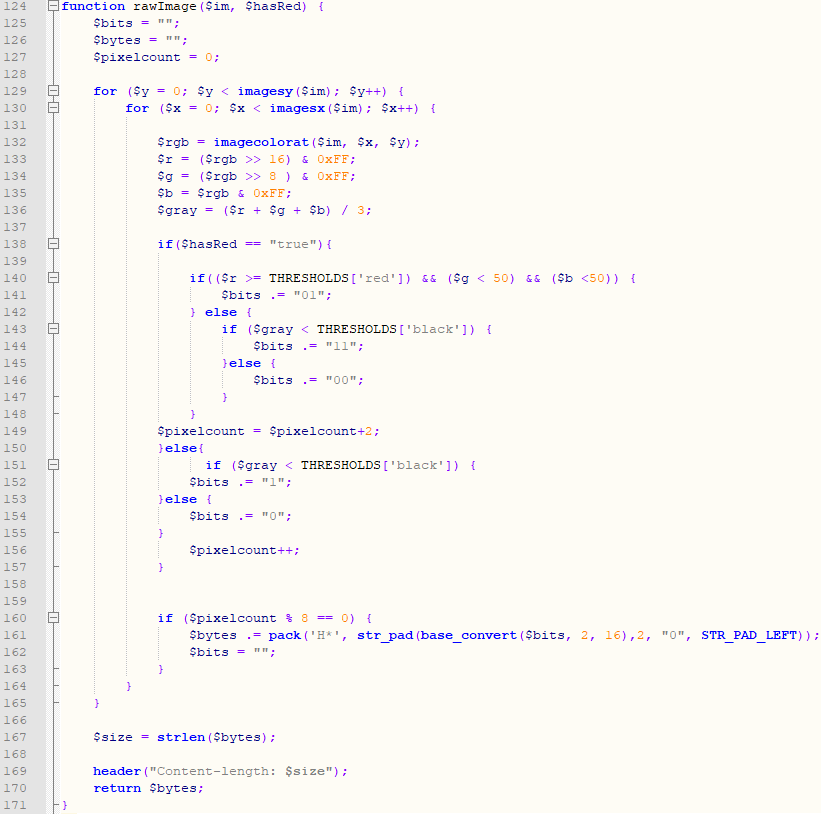 124 function rawImage($im, $hasRed) {
125     $bits = "";
126     $bytes = "";
127     $pixelcount = 0;
128
129     for ($y = 0; $y < imagesy($im); $y++) {
130         for ($x = 0; $x < imagesx($im); $x++) {
131
132             $rgb = imagecolorat($im, $x, $y);
133             $r = ($rgb >> 16) & 0xFF;
134             $g = ($rgb >> 8 ) & 0xFF;
135             $b = $rgb & 0xFF;
136             $gray = ($r + $g + $b) / 3;
137
138             if($hasRed == "true"){
139
140                 if(($r >= THRESHOLDS['red']) && ($g < 50) && ($b <50)) {
141                     $bits .= "01";
142                 } else {
143                     if ($gray < THRESHOLDS['black']) {
144                         $bits .= "11";
145                     }else {
146                         $bits .= "00";
147                     }
148                 }
149             $pixelcount = $pixelcount+2;
150             }else{
151                   if ($gray < THRESHOLDS['black']) {
152                 $bits .= "1";
153             }else {
154                 $bits .= "0";
155             }
156                 $pixelcount++;
157             }
158
159
160             if ($pixelcount % 8 == 0) {
161                 $bytes .= pack('H*', str_pad(base_convert($bits, 2, 16),2, "0", STR_PAD_LEFT));
162                 $bits = "";
163             }
164         }
165     }
166
167     $size = strlen($bytes);
168
169     header("Content-length: $size");
170     return $bytes;
171 }